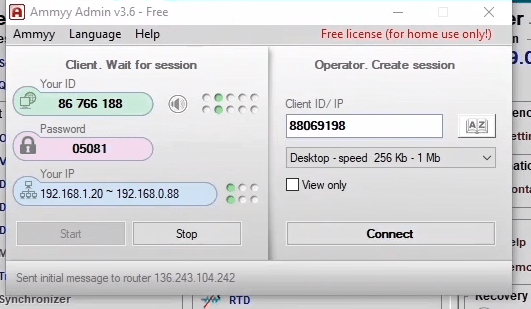 Ammyy Admin v3.6 - Free
Ammyy Language Help
Free license (for home use only!)
Client. Wait for session
Your ID
86 766 188
Password
05081
Your IP
192.168.1.20 ~ 192.168.0.88
Start
Stop
Operator. Create session
Client ID/ IP
88069198
AZ
Desktop - speed 256 Kb - 1 Mb
View only
Connect
Sent initial message to router 136.243.104.242
Synchronizer
RTD
Recovery